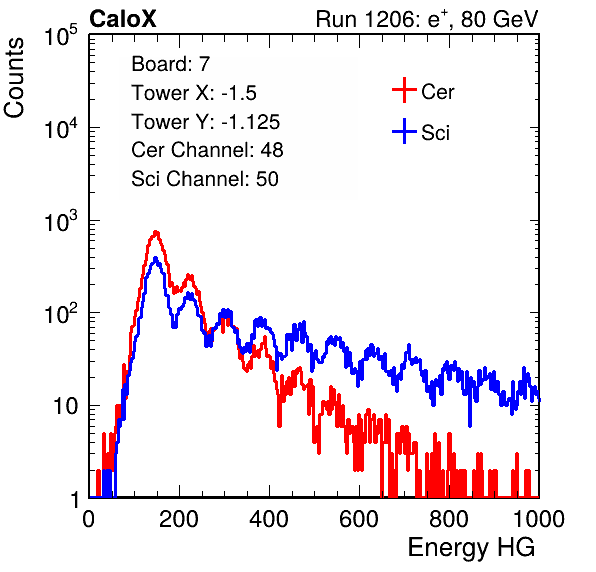 CaloX Run 1206: e⁺, 80 GeV
Counts
Board: 7
Tower X: -1.5
Tower Y: -1.125
Cer Channel: 48
Sci Channel: 50
Cer
Sci
10⁵
10⁴
10³
10²
10
1
0 200 400 600 800 1000
Energy HG